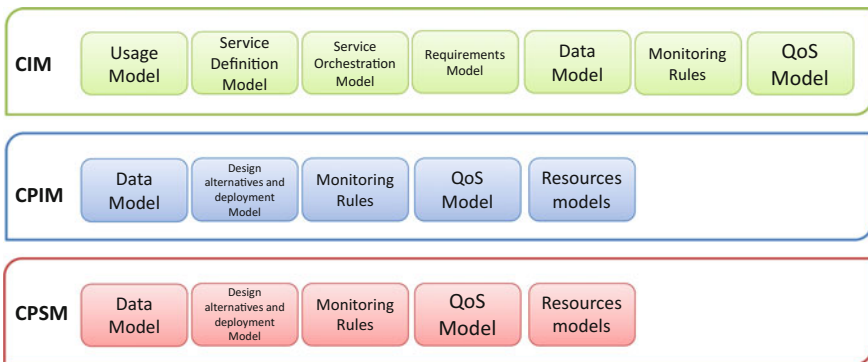 CIM
Usage
Model
Service
Definition
Model
Service
Orchestration
Model
Requirements
Model
Data
Model
Monitoring
Rules
QoS
Model
CPIM
Data
Model
Design
alternatives and
deployment
Model
Monitoring
Rules
QoS
Model
Resources
models
CPSM
Data
Model
Design
alternatives and
deployment
Model
Monitoring
Rules
QoS
Model
Resources
models